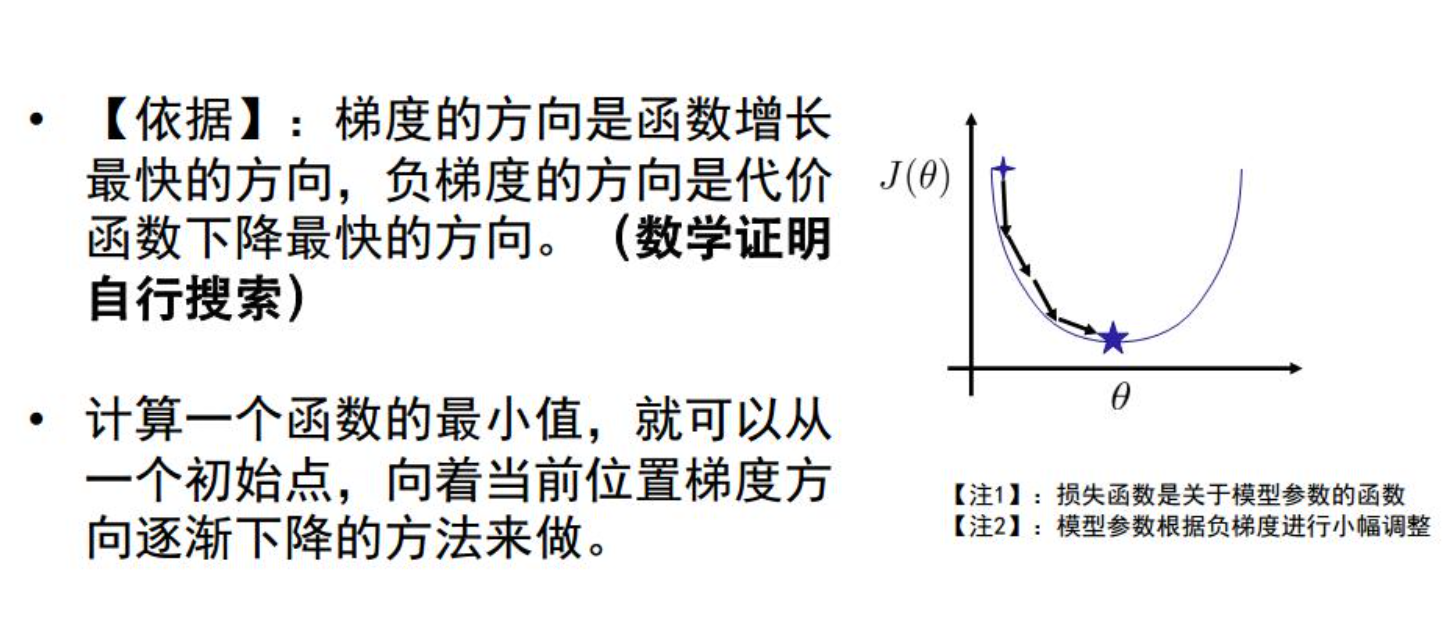 • 【依据】：梯度的方向是函数增长
最快的方向，负梯度的方向是代价
函数下降最快的方向。（数学证明
自行搜索）
• 计算一个函数的最小值，就可以从
一个初始点，向着当前位置梯度方
向逐渐下降的方法来做。
J(θ)
θ
【注1】：损失函数是关于模型参数的函数
【注2】：模型参数根据负梯度进行小幅调整